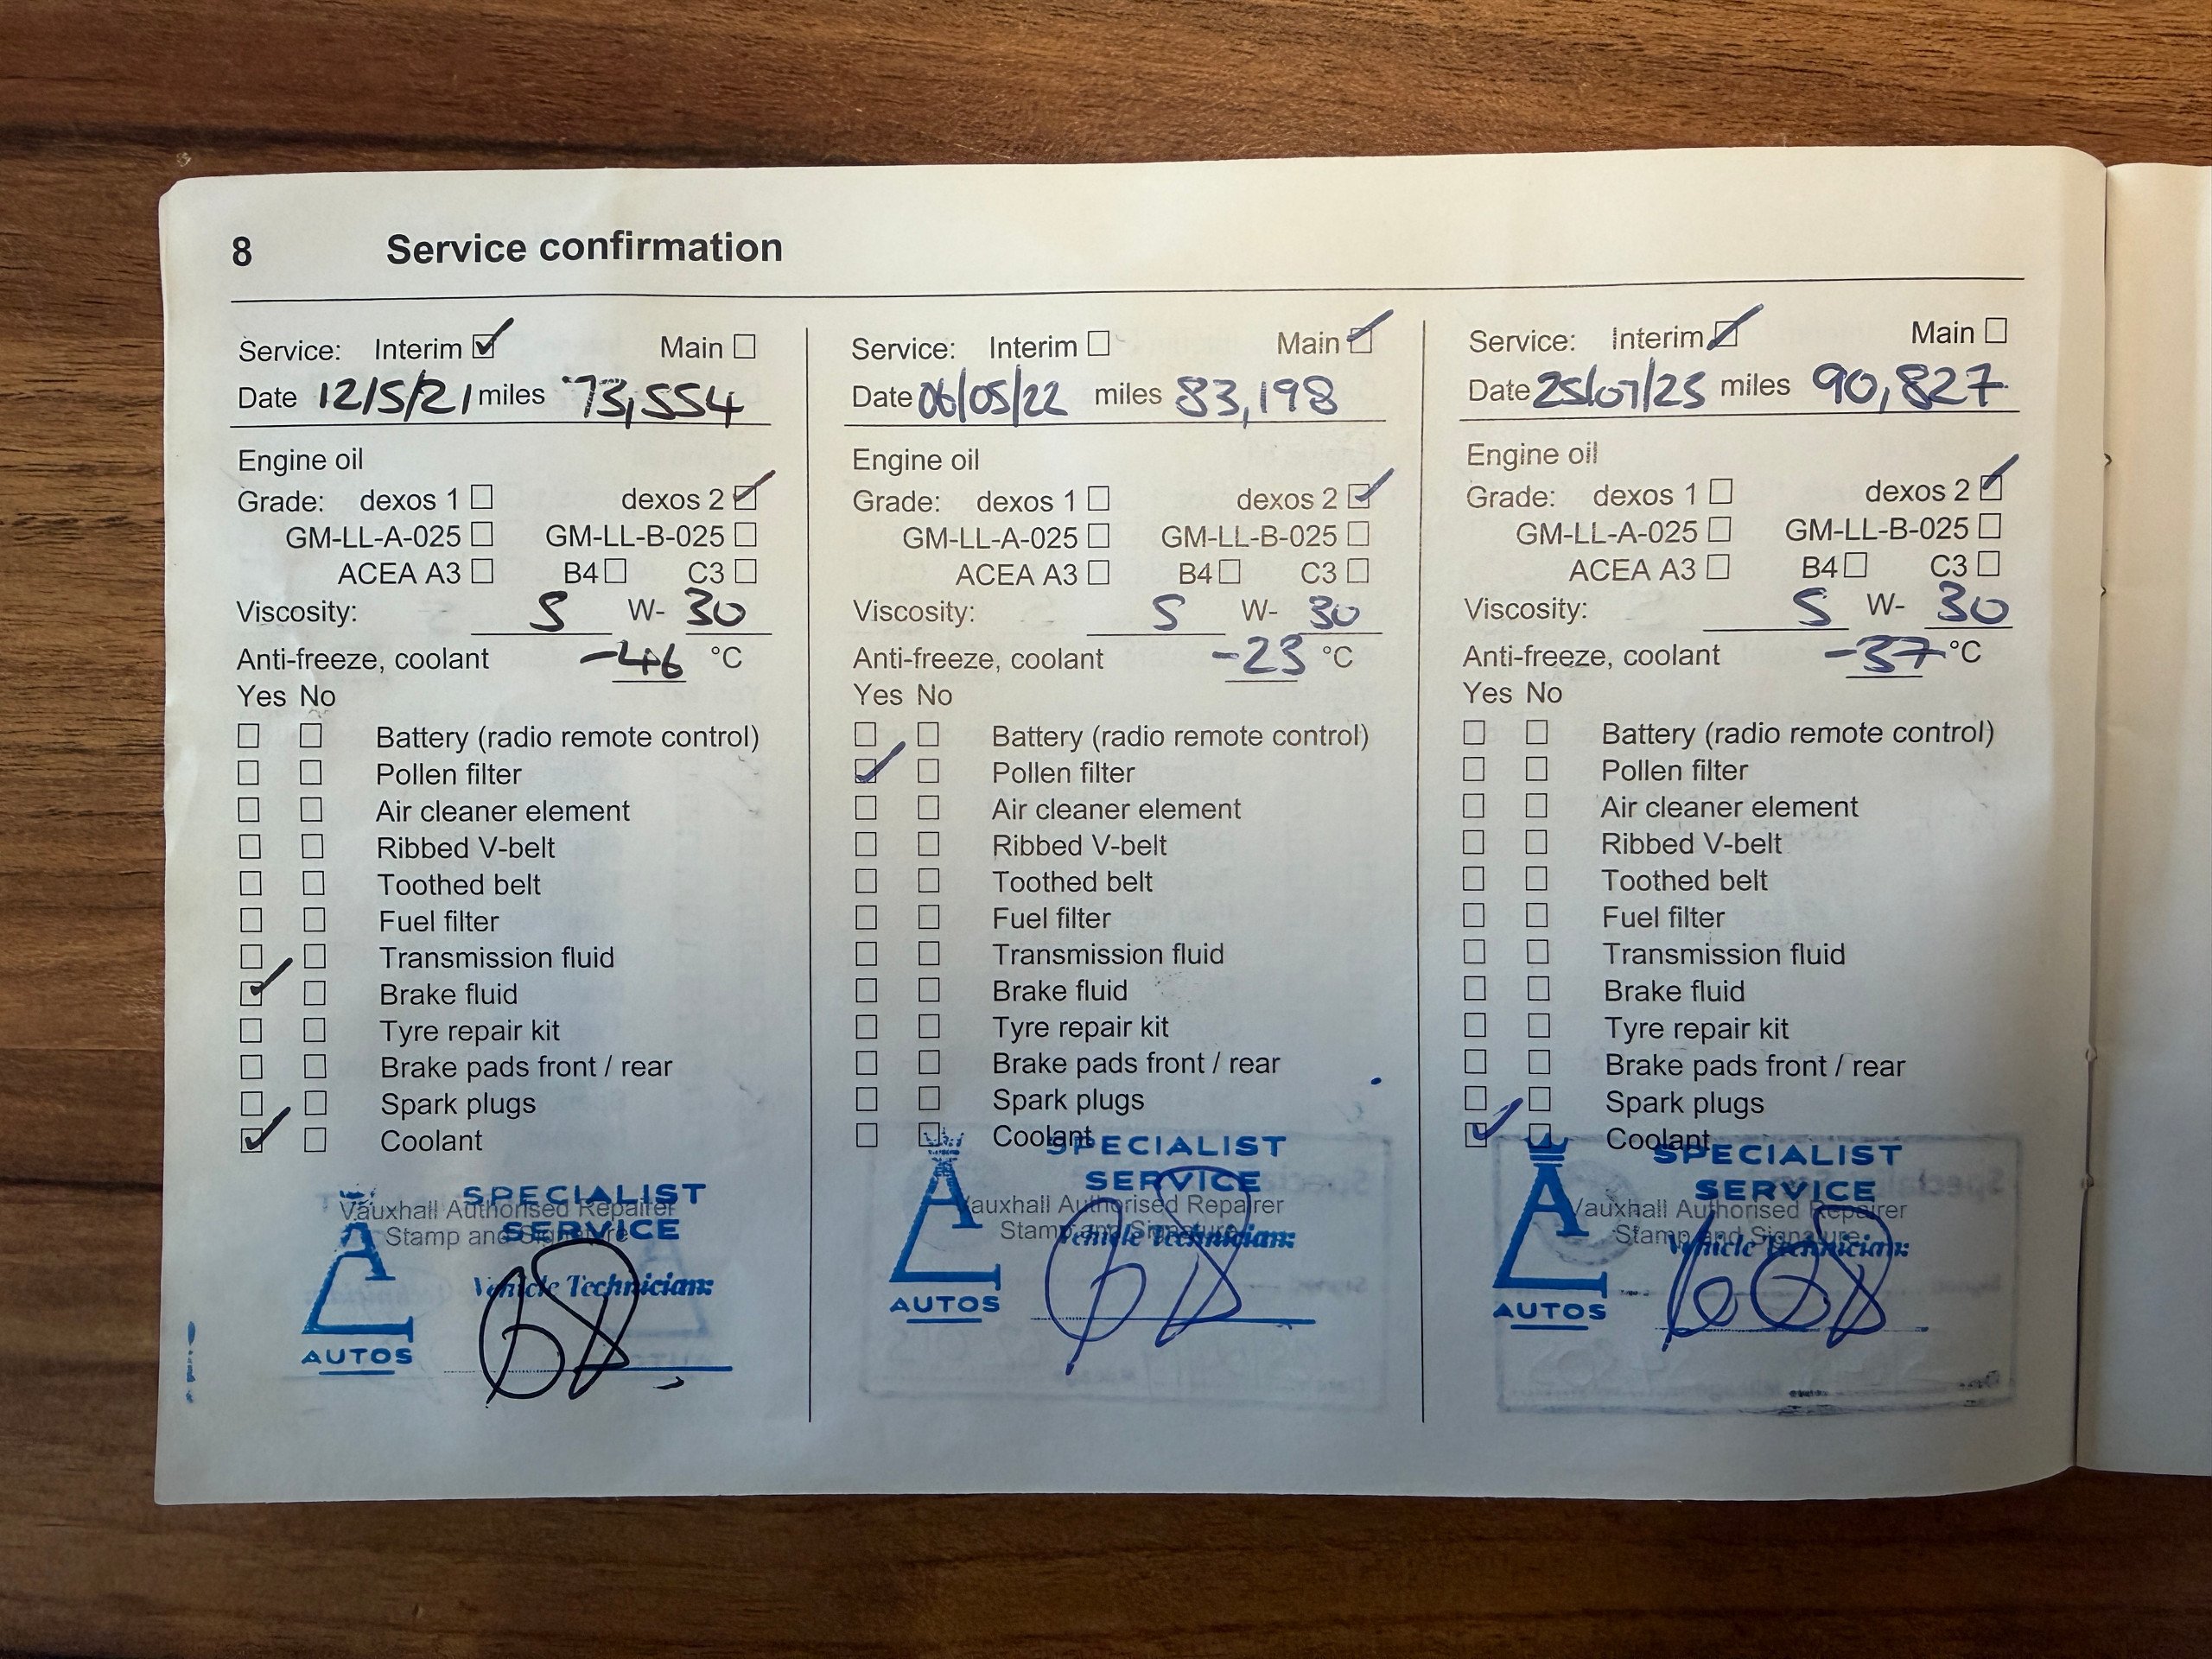 8 Service confirmation
Service: Interim Main
Date 12/5/21 miles 73,554
Engine oil
Grade: dexos 1 dexos 2
GM-LL-A-025 GM-LL-B-025
ACEA A3 B4 C3
Viscosity: 5 W- 30
Anti-freeze, coolant -46 °C
Yes No
Battery (radio remote control)
Pollen filter
Air cleaner element
Ribbed V-belt
Toothed belt
Fuel filter
Transmission fluid
Brake fluid
Tyre repair kit
Brake pads front / rear
Spark plugs
Coolant
SPECIALIST
Vauxhall Authorised Repairer
SERVICE
Stamp and Signature
Vehicle Technician:
A
AUTOS
Service: Interim Main
Date 06/05/22 miles 83,198
Engine oil
Grade: dexos 1 dexos 2
GM-LL-A-025 GM-LL-B-025
ACEA A3 B4 C3
Viscosity: 5 W- 30
Anti-freeze, coolant -23 °C
Yes No
Battery (radio remote control)
Pollen filter
Air cleaner element
Ribbed V-belt
Toothed belt
Fuel filter
Transmission fluid
Brake fluid
Tyre repair kit
Brake pads front / rear
Spark plugs
Coolant
SPECIALIST
SERVICE
Vauxhall Authorised Repairer
Stamp and Signature
Vehicle Technician:
A
AUTOS
Service: Interim Main
Date 25/07/25 miles 90,827
Engine oil
Grade: dexos 1 dexos 2
GM-LL-A-025 GM-LL-B-025
ACEA A3 B4 C3
Viscosity: 5 W- 30
Anti-freeze, coolant -37 °C
Yes No
Battery (radio remote control)
Pollen filter
Air cleaner element
Ribbed V-belt
Toothed belt
Fuel filter
Transmission fluid
Brake fluid
Tyre repair kit
Brake pads front / rear
Spark plugs
Coolant
SPECIALIST
SERVICE
Vauxhall Authorised Repairer
Stamp and Signature
Vehicle Technician:
A
AUTOS